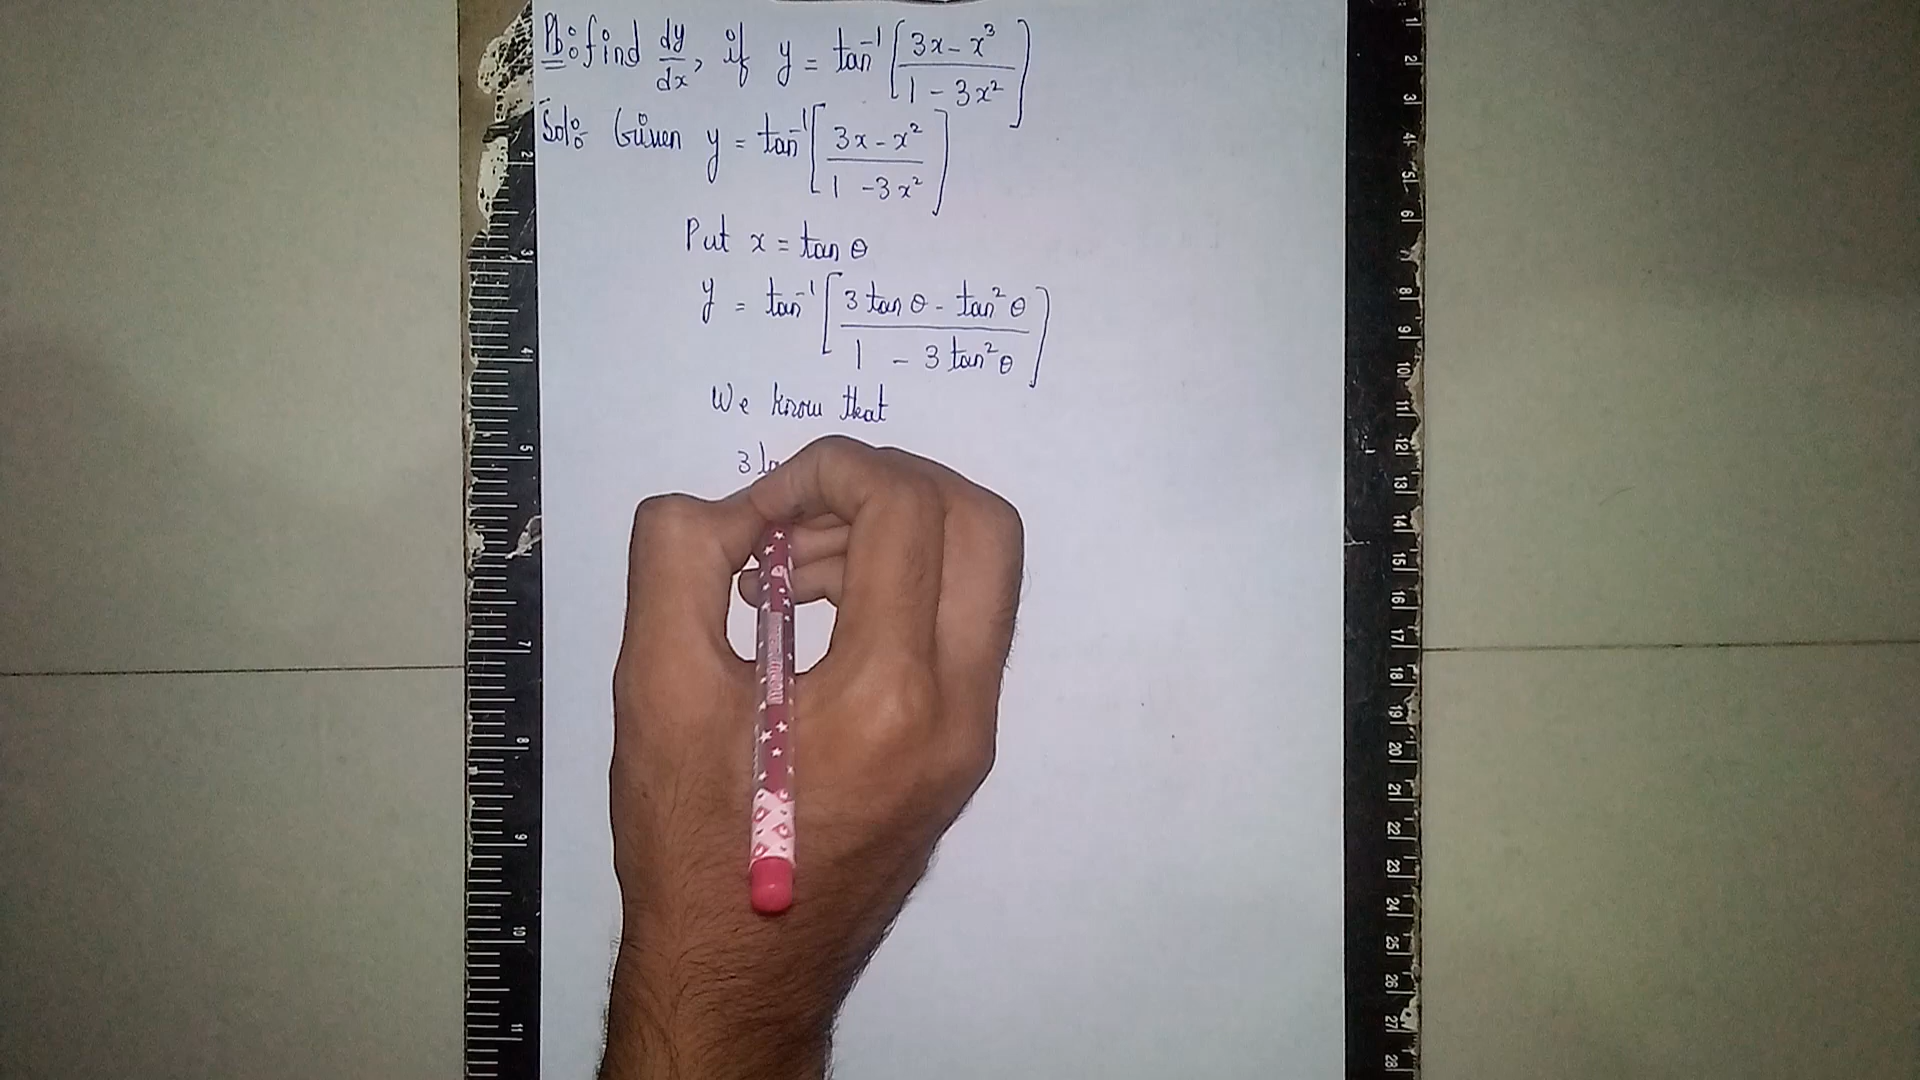 Pb: find dy/dx, if y = tan⁻¹[(3x - x³)/(1 - 3x²)]
Sol: Given y = tan⁻¹[(3x - x²)/(1 - 3x²)]
Put x = tan θ
y = tan⁻¹[(3 tan θ - tan² θ)/(1 - 3 tan² θ)]
We know that
3